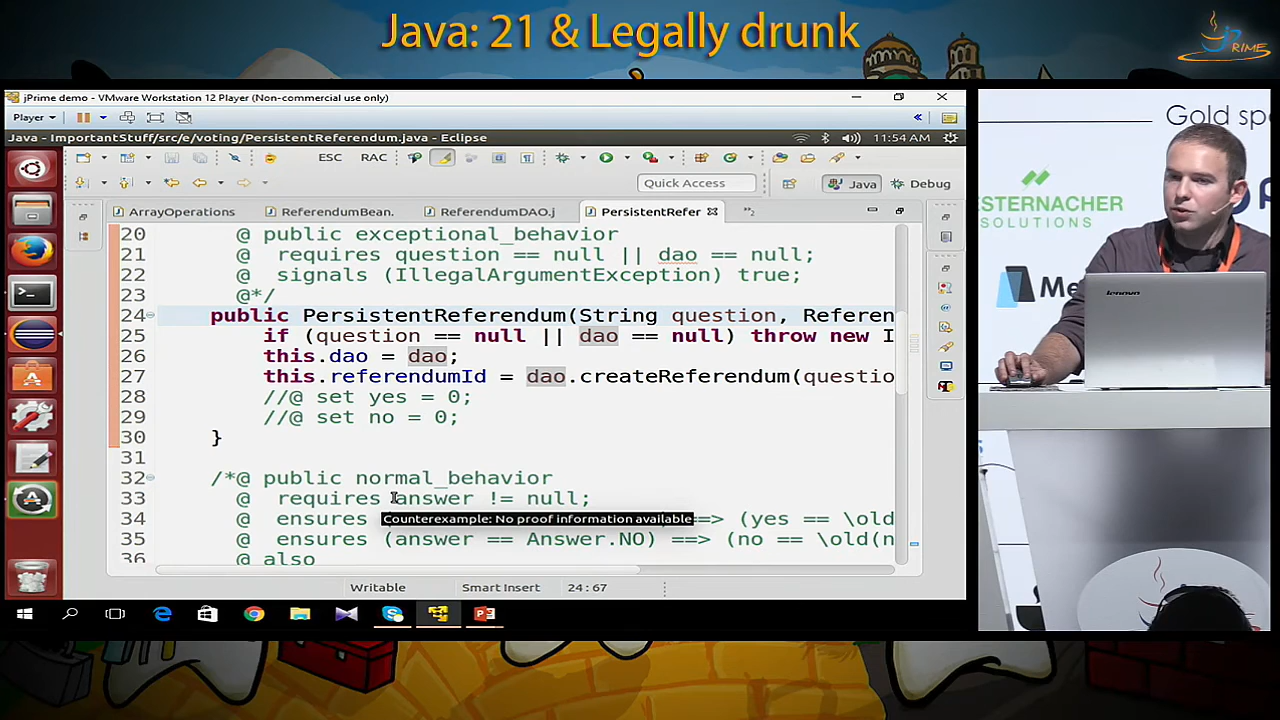 Java: 21 & Legally drunk
PRIME
jPrime demo - VMware Workstation 12 Player (Non-commercial use only)
Player
Java - ImportantStuff/src/e/voting/PersistentReferendum.java - Eclipse
11:54 AM
ESC RAC
Quick Access
Java
Debug
ArrayOperations
ReferendumBean.
ReferendumDAO.j
PersistentRefer
20 @ public exceptional_behavior
21 @ requires question == null || dao == null;
22 @ signals (IllegalArgumentException) true;
23 @*/
24 public PersistentReferendum(String question, Referen
25 if (question == null || dao == null) throw new I
26 this.dao = dao;
27 this.referendumId = dao.createReferendum(questio
28 //@ set yes = 0;
29 //@ set no = 0;
30 }
31
32 /*@ public normal_behavior
33 @ requires answer != null;
Counterexample: No proof information available
34 @ ensures ==> (yes == \old
35 @ ensures (answer == Answer.NO) ==> (no == \old(n
36 @ also
Writable
Smart Insert
24:67
Gold spo
ESTERNACHER
SOLUTIONS
Me
lenovo